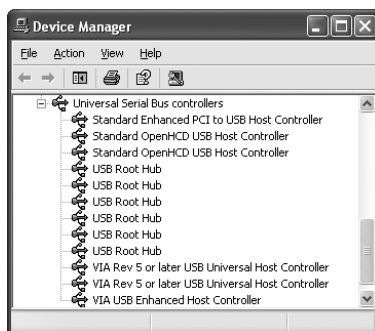 Device Manager
File Action View Help
Universal Serial Bus controllers
Standard Enhanced PCI to USB Host Controller
Standard OpenHCD USB Host Controller
Standard OpenHCD USB Host Controller
USB Root Hub
USB Root Hub
USB Root Hub
USB Root Hub
USB Root Hub
USB Root Hub
VIA Rev 5 or later USB Universal Host Controller
VIA Rev 5 or later USB Universal Host Controller
VIA USB Enhanced Host Controller